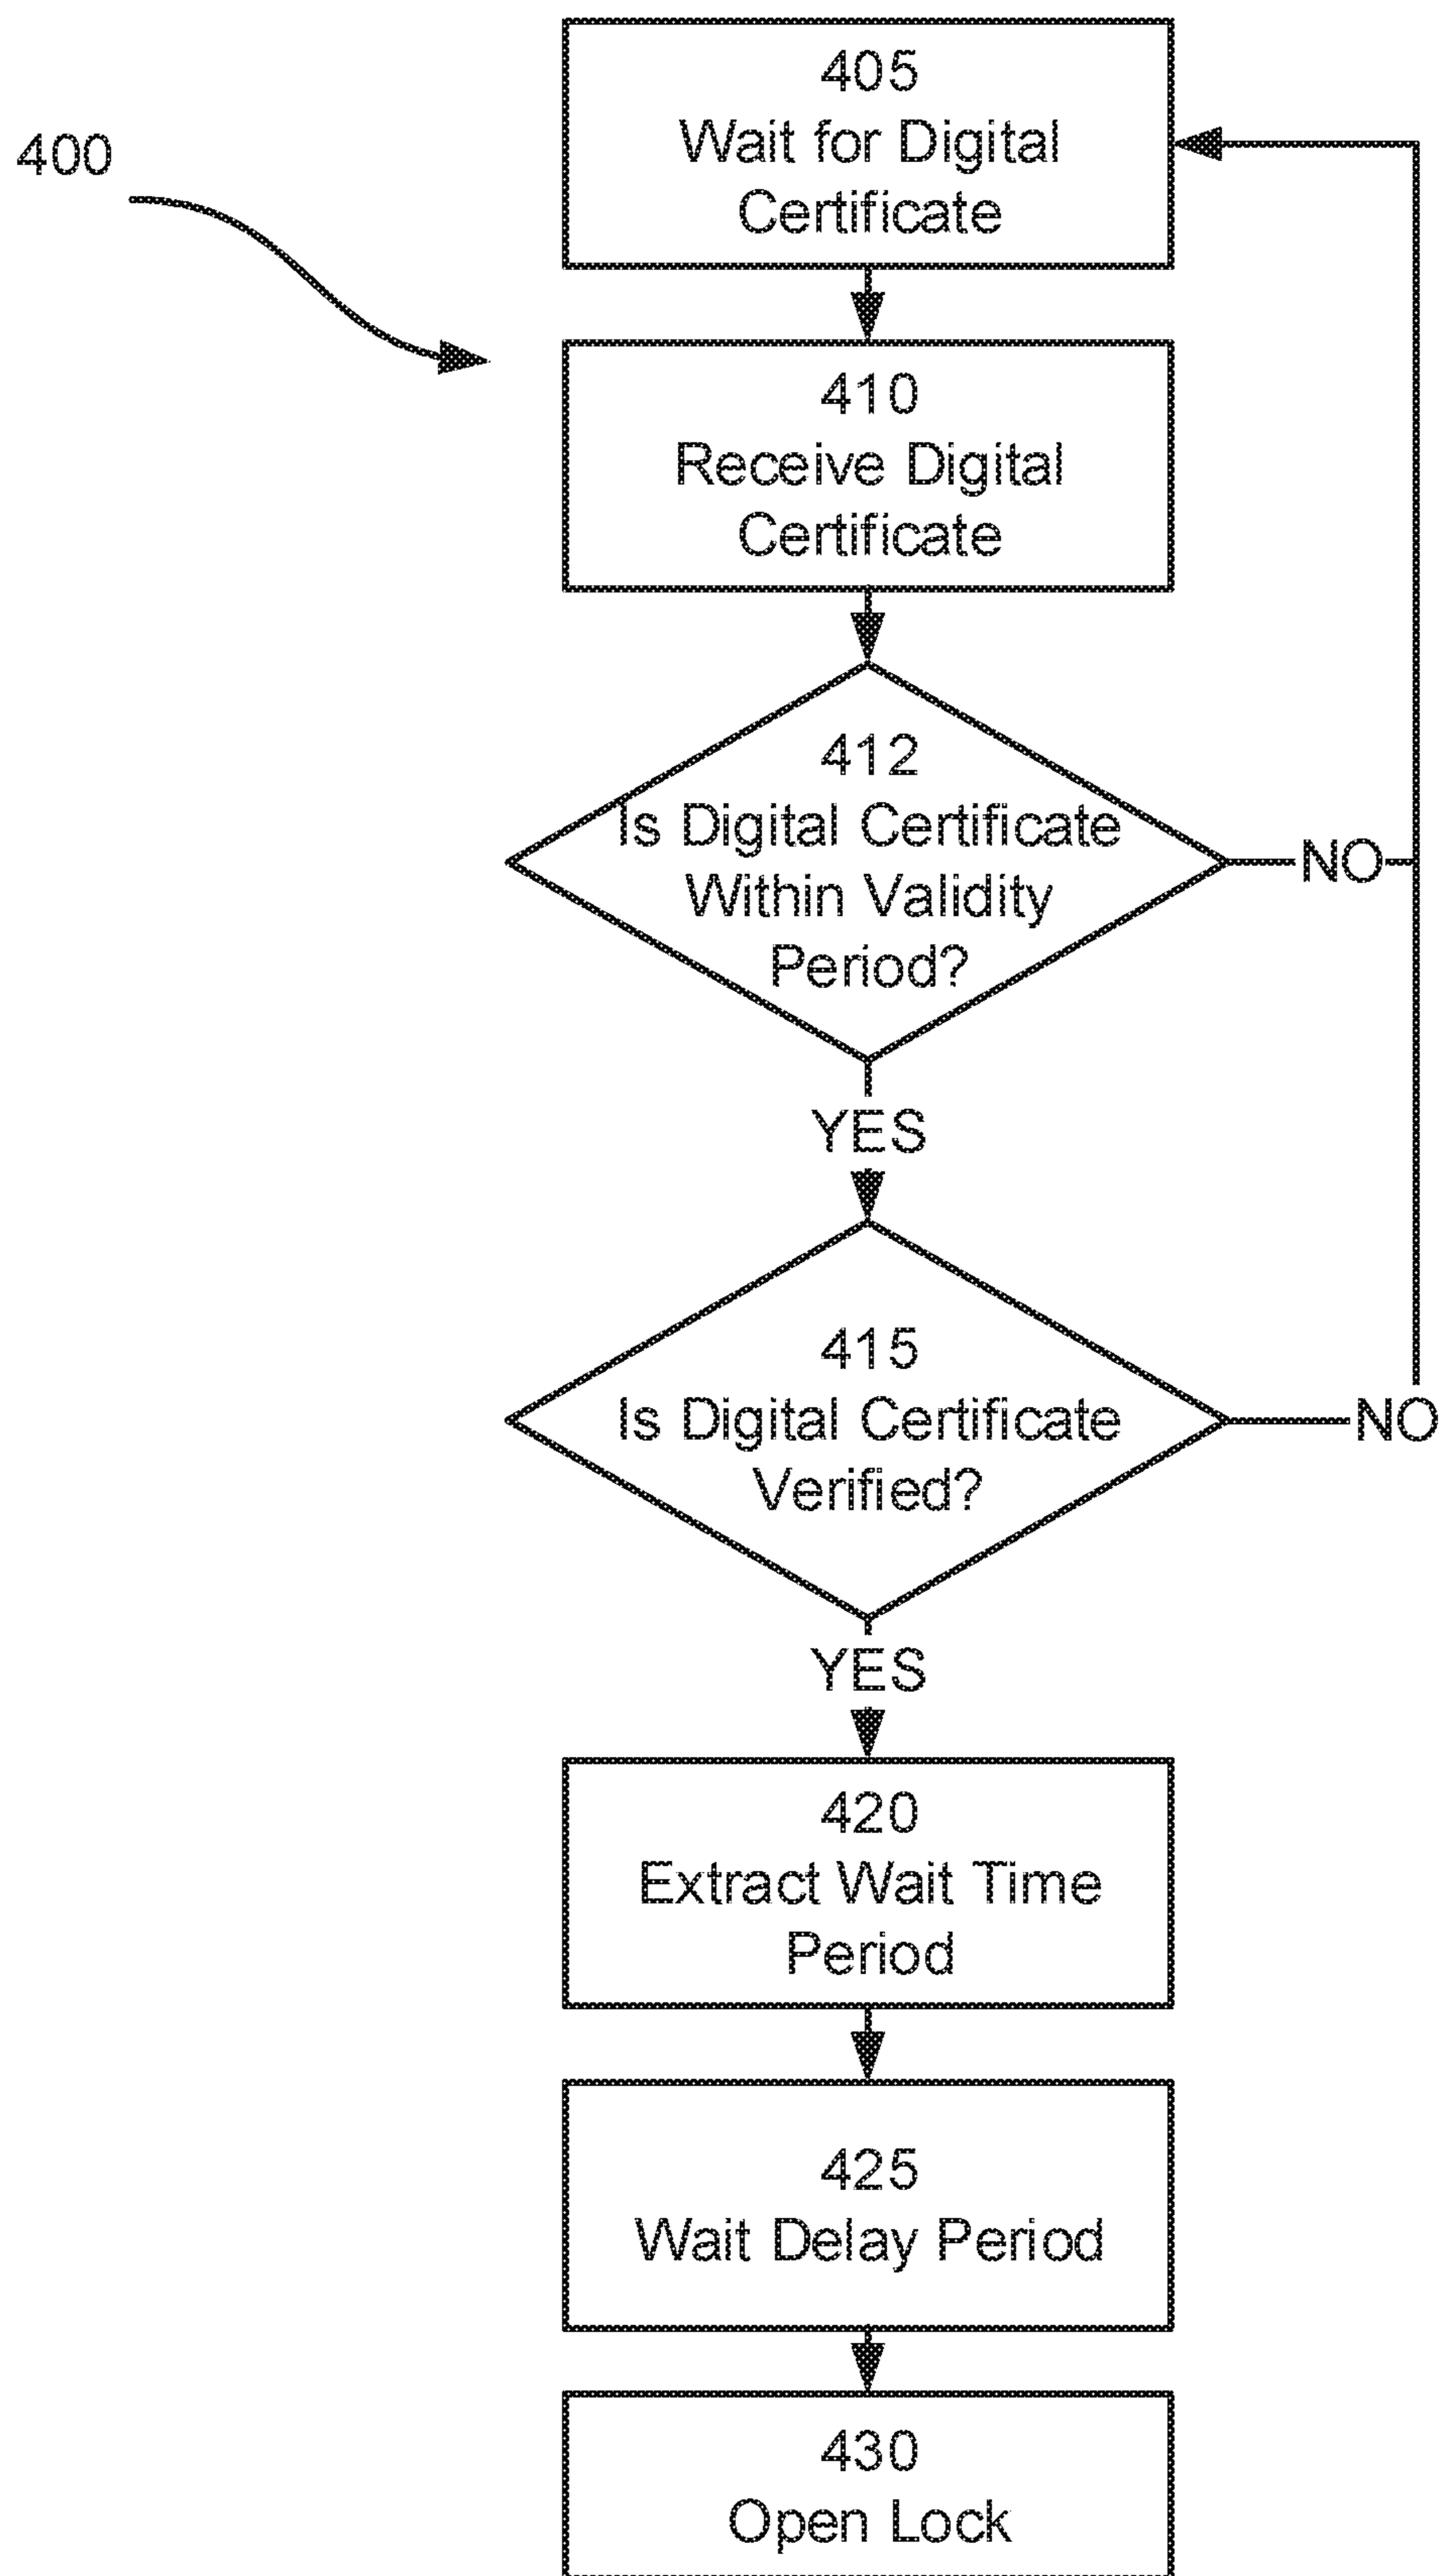 405
Wait for Digital
Certificate
400
410
Receive Digital
Certificate
412
Is Digital Certificate
Within Validity
Period?
NO
YES
415
Is Digital Certificate
Verified?
NO
YES
420
Extract Wait Time
Period
425
Wait Delay Period
430
Open Lock